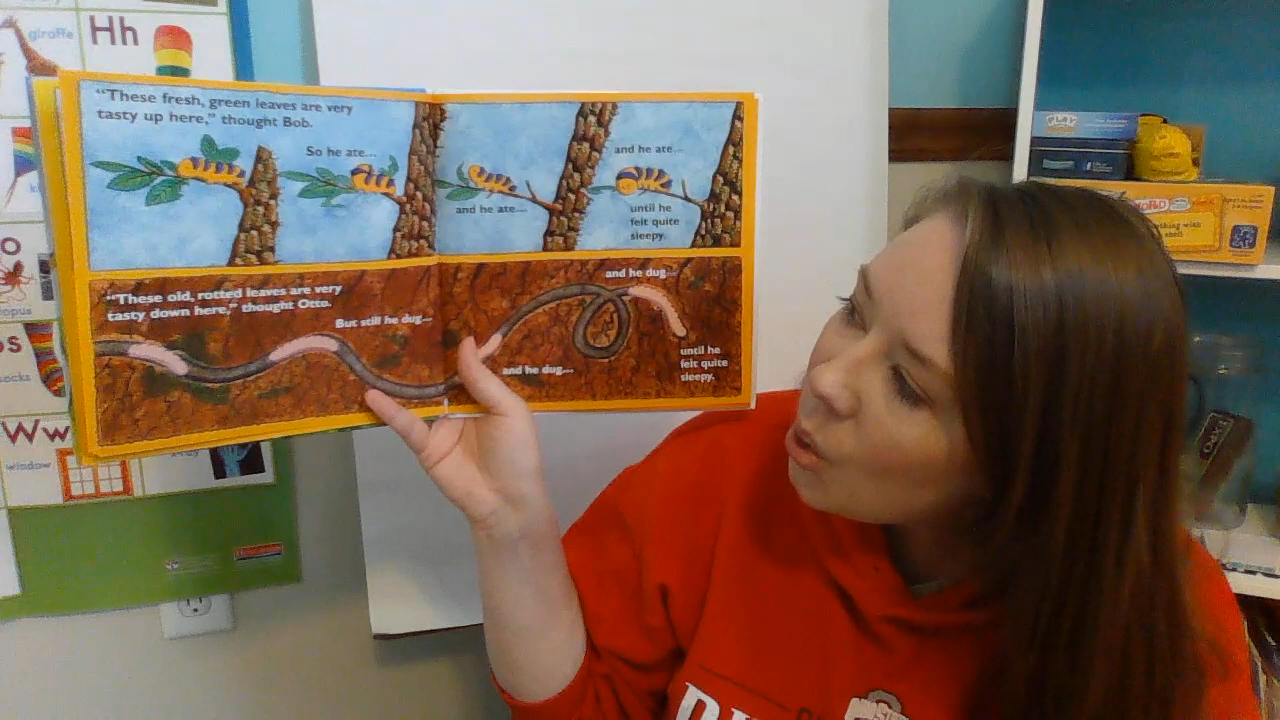 giraffe
Hh
"These fresh, green leaves are very
tasty up here," thought Bob.
So he ate...
and he ate...
and he ate...
until he
felt quite
sleepy.
"These old, rotted leaves are very
tasty down here," thought Otto.
But still he dug...
and he dug...
and he dug...
until he
felt quite
sleepy.
socks
Ww
window
PLAY